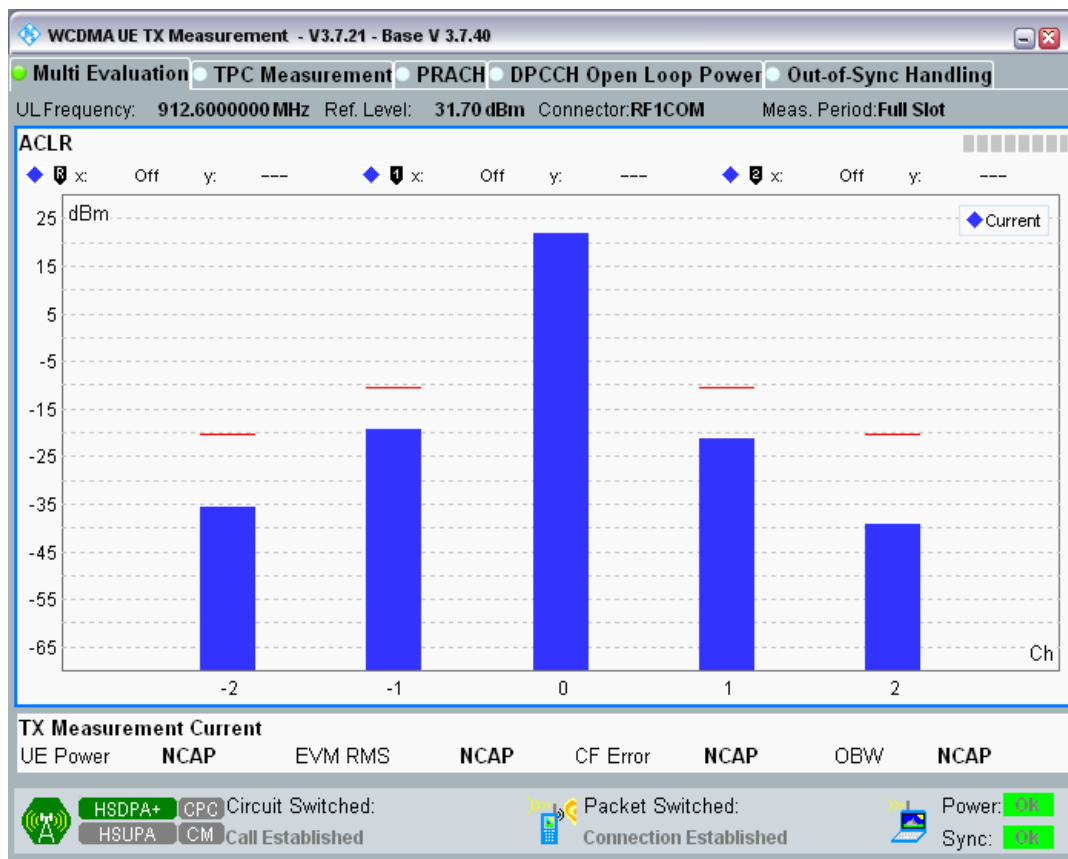 WCDMA UE TX Measurement - V3.7.21 - Base V 3.7.40
Multi Evaluation TPC Measurement PRACH DPCCH Open Loop Power Out-of-Sync Handling
UL Frequency: 912.6000000 MHz Ref. Level: 31.70 dBm Connector:RF1COM Meas. Period:Full Slot
ACLR
R x: Off y: --- 1 x: Off y: --- 2 x: Off y: ---
25 dBm
Current
15
5
-5
-15
-25
-35
-45
-55
-65
Ch
-2 -1 0 1 2
TX Measurement Current
UE Power NCAP EVM RMS NCAP CF Error NCAP OBW NCAP
HSDPA+ CPC Circuit Switched: Packet Switched: Power: OK
HSUPA CM Call Established Connection Established Sync: OK